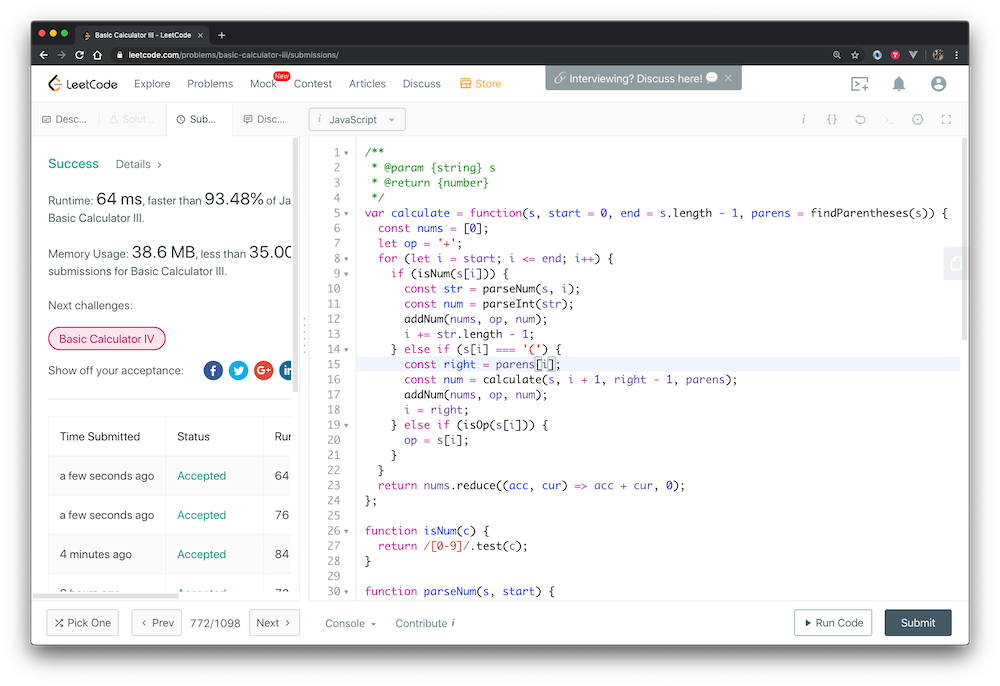 Basic Calculator III - LeetCode
leetcode.com/problems/basic-calculator-iii/submissions/
LeetCode Explore Problems Mock New Contest Articles Discuss Store
Interviewing? Discuss here!
Desc... Solut... Sub... Disc...
i JavaScript
Success Details
Runtime: 64 ms, faster than 93.48% of Ja
Basic Calculator III.
Memory Usage: 38.6 MB, less than 35.00
submissions for Basic Calculator III.
Next challenges:
Basic Calculator IV
Show off your acceptance:
Time Submitted Status Rur
a few seconds ago Accepted 64
a few seconds ago Accepted 76
4 minutes ago Accepted 84
1 /**
2 * @param {string} s
3 * @return {number}
4 */
5 var calculate = function(s, start = 0, end = s.length - 1, parens = findParentheses(s)) {
6 const nums = [0];
7 let op = '+';
8 for (let i = start; i <= end; i++) {
9 if (isNum(s[i])) {
10 const str = parseNum(s, i);
11 const num = parseInt(str);
12 addNum(nums, op, num);
13 i += str.length - 1;
14 } else if (s[i] === '(') {
15 const right = parens[i];
16 const num = calculate(s, i + 1, right - 1, parens);
17 addNum(nums, op, num);
18 i = right;
19 } else if (isOp(s[i])) {
20 op = s[i];
21 }
22 }
23 return nums.reduce((acc, cur) => acc + cur, 0);
24 };
25
26 function isNum(c) {
27 return /[0-9]/.test(c);
28 }
29
30 function parseNum(s, start) {
Pick One Prev 772/1098 Next Console Contribute i Run Code Submit